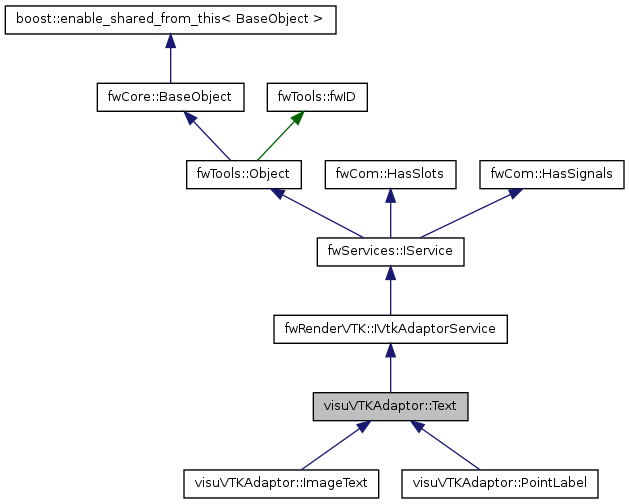 boost::enable_shared_from_this< BaseObject >
fwCore::BaseObject
fwTools::fwID
fwTools::Object
fwCom::HasSlots
fwCom::HasSignals
fwServices::IService
fwRenderVTK::IVtkAdaptorService
visuVTKAdaptor::Text
visuVTKAdaptor::ImageText
visuVTKAdaptor::PointLabel